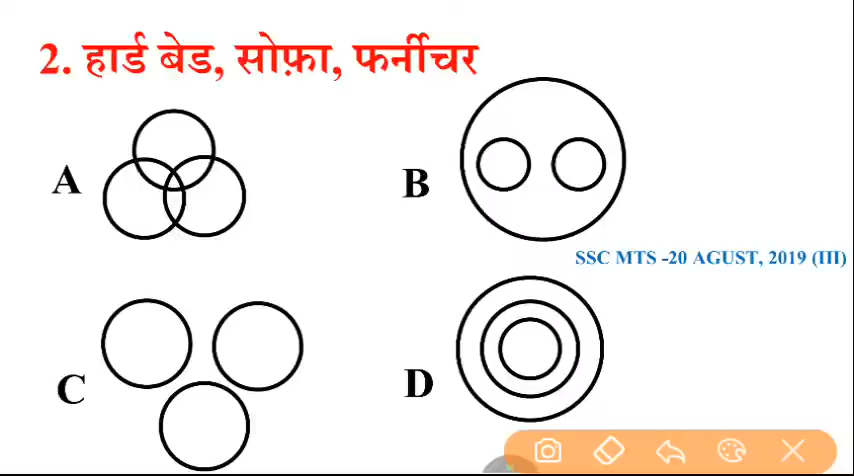 2. हार्ड बेड, सोफ़ा, फर्नीचर
A
B
SSC MTS -20 AGUST, 2019 (III)
C
D